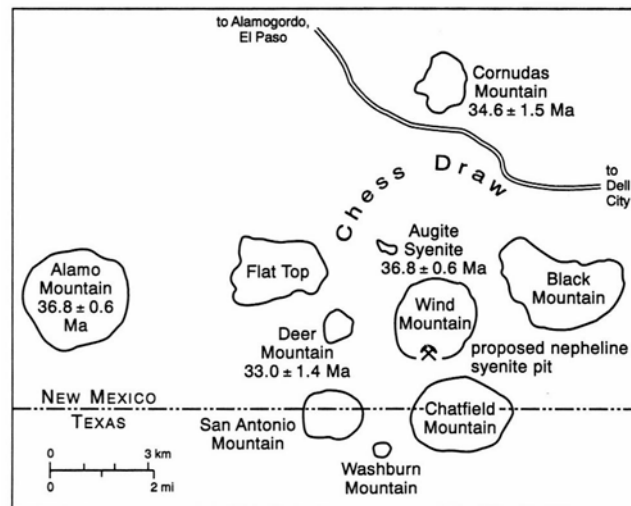 to Alamogordo,
El Paso
Cornudas
Mountain
34.6 ± 1.5 Ma
to
Dell
City
Chess Draw
Augite
Syenite
36.8 ± 0.6 Ma
Alamo
Mountain
36.8 ± 0.6
Ma
Flat Top
Black
Mountain
Wind
Mountain
Deer
Mountain
33.0 ± 1.4 Ma
proposed nepheline
syenite pit
NEW MEXICO
TEXAS
San Antonio
Mountain
Chatfield
Mountain
Washburn
Mountain
0 3 km
0 2 mi